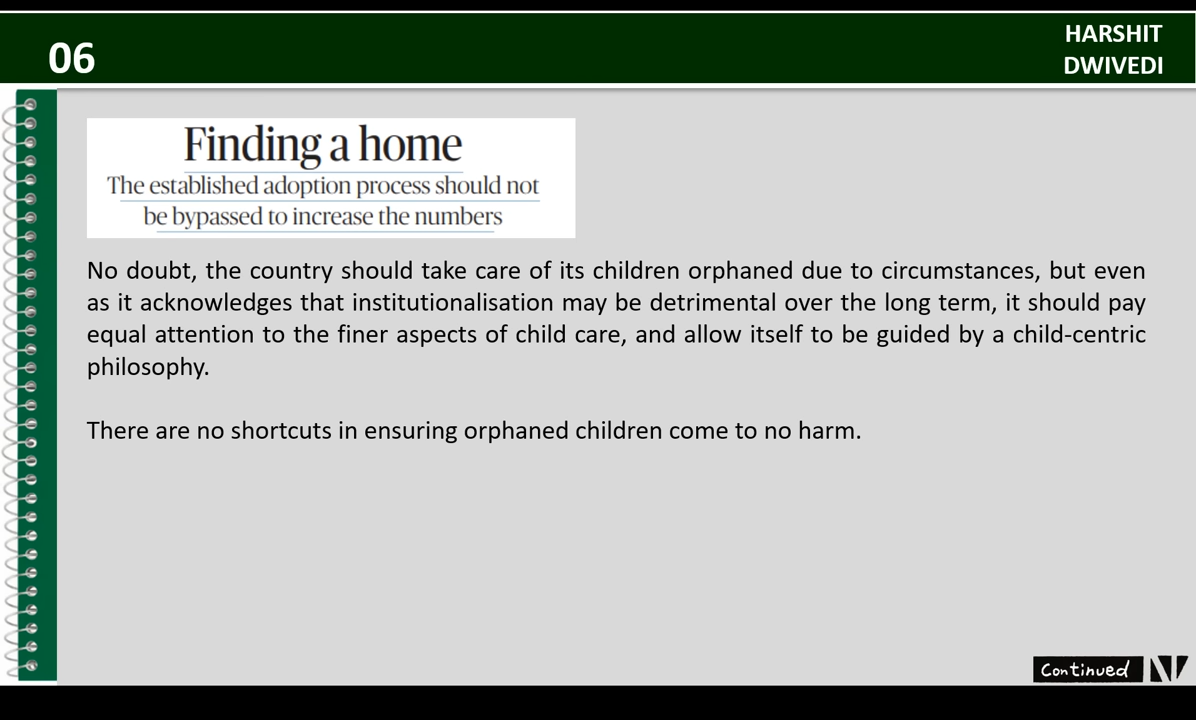 06
HARSHIT
DWIVEDI
Finding a home
The established adoption process should not
be bypassed to increase the numbers
No doubt, the country should take care of its children orphaned due to circumstances, but even
as it acknowledges that institutionalisation may be detrimental over the long term, it should pay
equal attention to the finer aspects of child care, and allow itself to be guided by a child-centric
philosophy.
There are no shortcuts in ensuring orphaned children come to no harm.
Continued